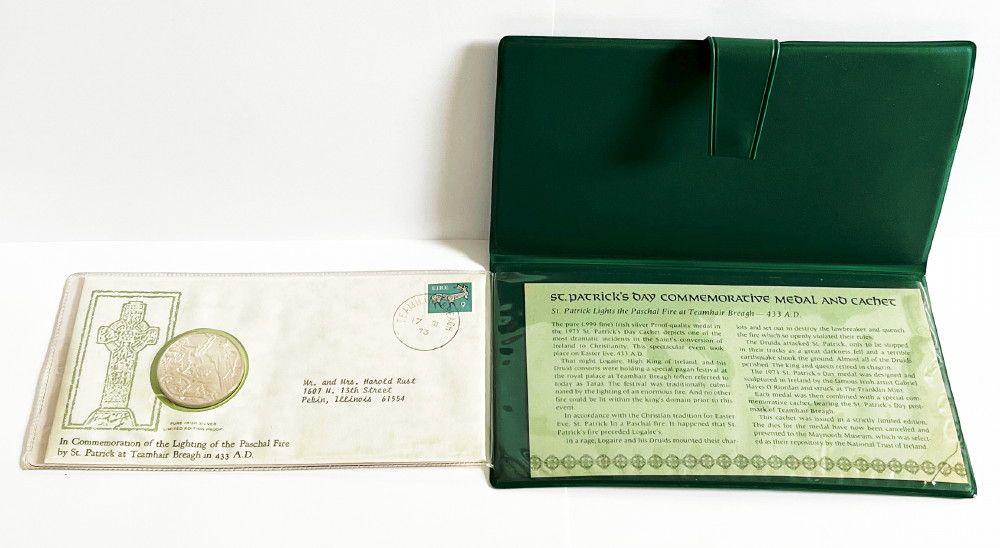 PURE IRISH SILVER
LIMITED EDITION PROOF
In Commemoration of the Lighting of the Paschal Fire
by St. Patrick at Teamhair Breagh in 433 A.D.
EIRE
9
17 III
73
Mr. and Mrs. Harold Rust
1607 N. 13th Street
Pekin, Illinois 61554
ST. PATRICK'S DAY COMMEMORATIVE MEDAL AND CACHET
St. Patrick Lights the Paschal Fire at Teamhair Breagh — 433 A.D.
The pure (.999 fine) Irish silver Proof-quality medal in
the 1973 St. Patrick's Day Cachet depicts one of the
most dramatic incidents in the Saint's conversion of
Ireland to Christianity. This spectacular event took
place on Easter Eve, 433 A.D.
That night Logaire, High King of Ireland, and his
Druid consorts were holding a special pagan festival at
the royal palace at Teamhair Breagh (often referred to
today as Tara). The festival was traditionally culmi-
nated by the lighting of an enormous fire. And no other
fire could be lit within the king's domain prior to this
event.
In accordance with the Christian tradition for Easter
Eve, St. Patrick lit a Paschal fire. It happened that St.
Patrick's fire preceded Logaire's.
In a rage, Logaire and his Druids mounted their char-
iots and set out to destroy the lawbreaker and quench
the fire which so openly violated their rules.
The Druids attacked St. Patrick, only to be stopped
in their tracks as a great darkness fell and a terrible
earthquake shook the ground. Almost all of the Druids
perished. The king and queen retired in chagrin.
The 1973 St. Patrick's Day medal was designed and
sculptured in Ireland by the famous Irish artist Gabriel
Hayes O'Riordan and struck at The Franklin Mint.
Each medal was then combined with a special com-
memorative cachet, bearing the St. Patrick's Day post-
mark of Teamhair Breagh.
This cachet was issued in a strictly limited edition.
The dies for the medal have now been cancelled and
presented to the Maynooth Museum, which was select-
ed as their repository by the National Trust of Ireland.